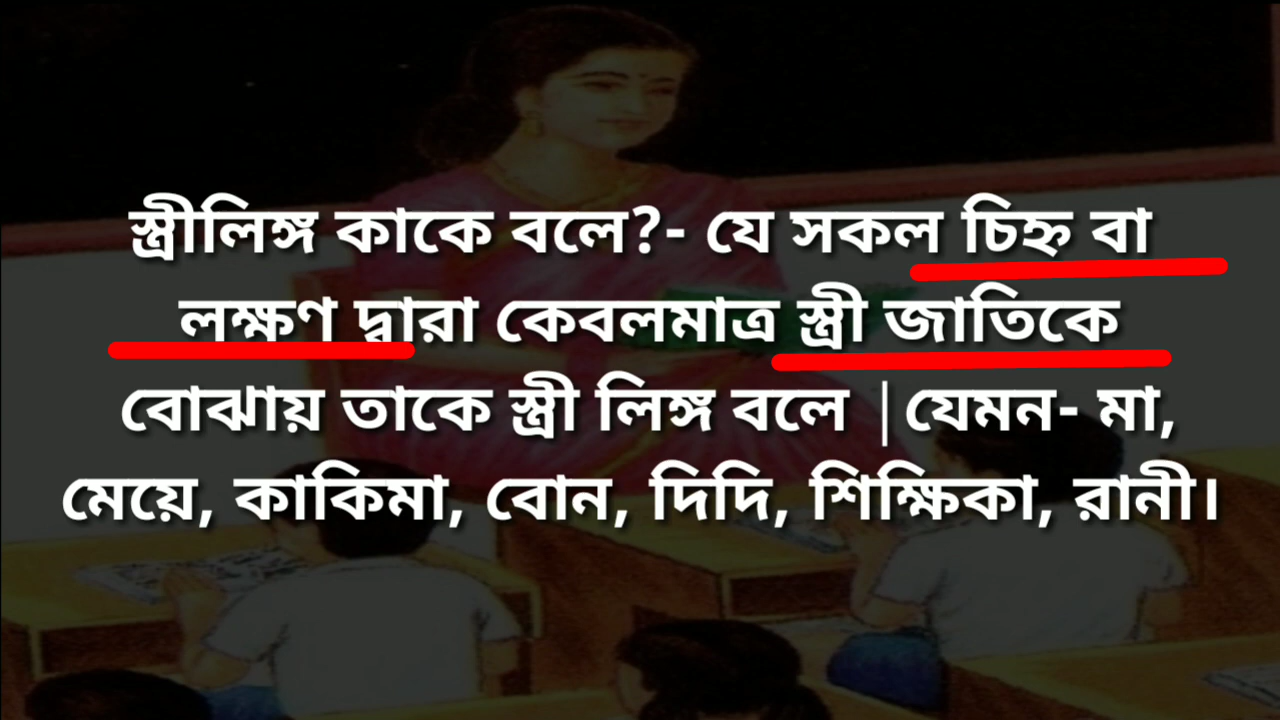 স্ত্রীলিঙ্গ কাকে বলে?- যে সকল চিহ্ন বা
লক্ষণ দ্বারা কেবলমাত্র স্ত্রী জাতিকে
বোঝায় তাকে স্ত্রী লিঙ্গ বলে |যেমন- মা,
মেয়ে, কাকিমা, বোন, দিদি, শিক্ষিকা, রানী।